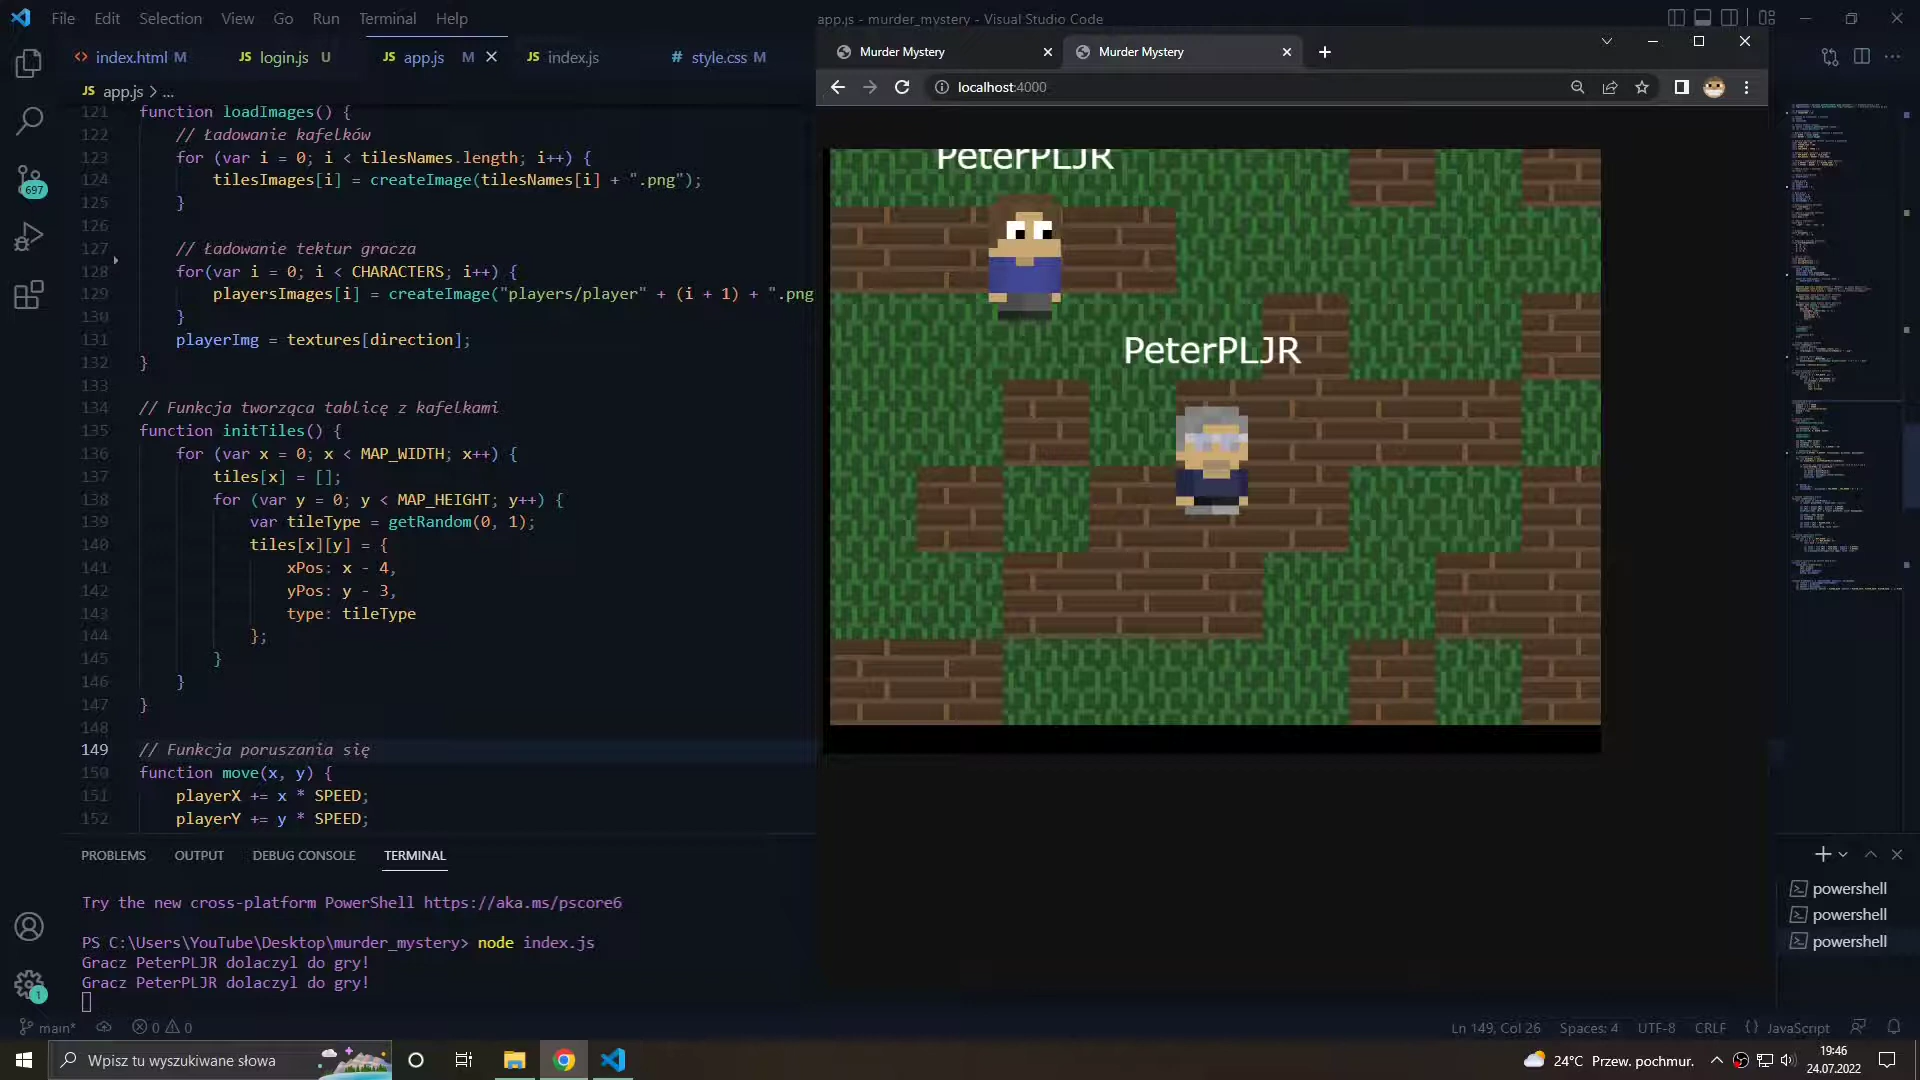 File Edit Selection View Go Run Terminal Help
app.js - murder_mystery - Visual Studio Code
index.html M
login.js U
app.js M
index.js
style.css M
app.js > ...
121 function loadImages() {
122 // Ładowanie kafelków
123 for (var i = 0; i < tilesNames.length; i++) {
124 tilesImages[i] = createImage(tilesNames[i] + ".png");
125 }
126
127 // Ładowanie tektur gracza
128 for(var i = 0; i < CHARACTERS; i++) {
129 playersImages[i] = createImage("players/player" + (i + 1) + ".png
130 }
131 playerImg = textures[direction];
132 }
133
134 // Funkcja tworząca tablicę z kafelkami
135 function initTiles() {
136 for (var x = 0; x < MAP_WIDTH; x++) {
137 tiles[x] = [];
138 for (var y = 0; y < MAP_HEIGHT; y++) {
139 var tileType = getRandom(0, 1);
140 tiles[x][y] = {
141 xPos: x - 4,
142 yPos: y - 3,
143 type: tileType
144 };
145 }
146 }
147 }
148
149 // Funkcja poruszania się
150 function move(x, y) {
151 playerX += x * SPEED;
152 playerY += y * SPEED;
697
Murder Mystery
Murder Mystery
localhost:4000
PeterPLJR
PeterPLJR
PROBLEMS OUTPUT DEBUG CONSOLE TERMINAL
Try the new cross-platform PowerShell https://aka.ms/pscore6
PS C:\Users\YouTube\Desktop\murder_mystery> node index.js
Gracz PeterPLJR dolaczyl do gry!
Gracz PeterPLJR dolaczyl do gry!
powershell
powershell
powershell
1
main* 0 0
Ln 149, Col 26 Spaces: 4 UTF-8 CRLF {} JavaScript
Wpisz tu wyszukiwane słowa
24°C Przew. pochmur.
19:46
24.07.2022